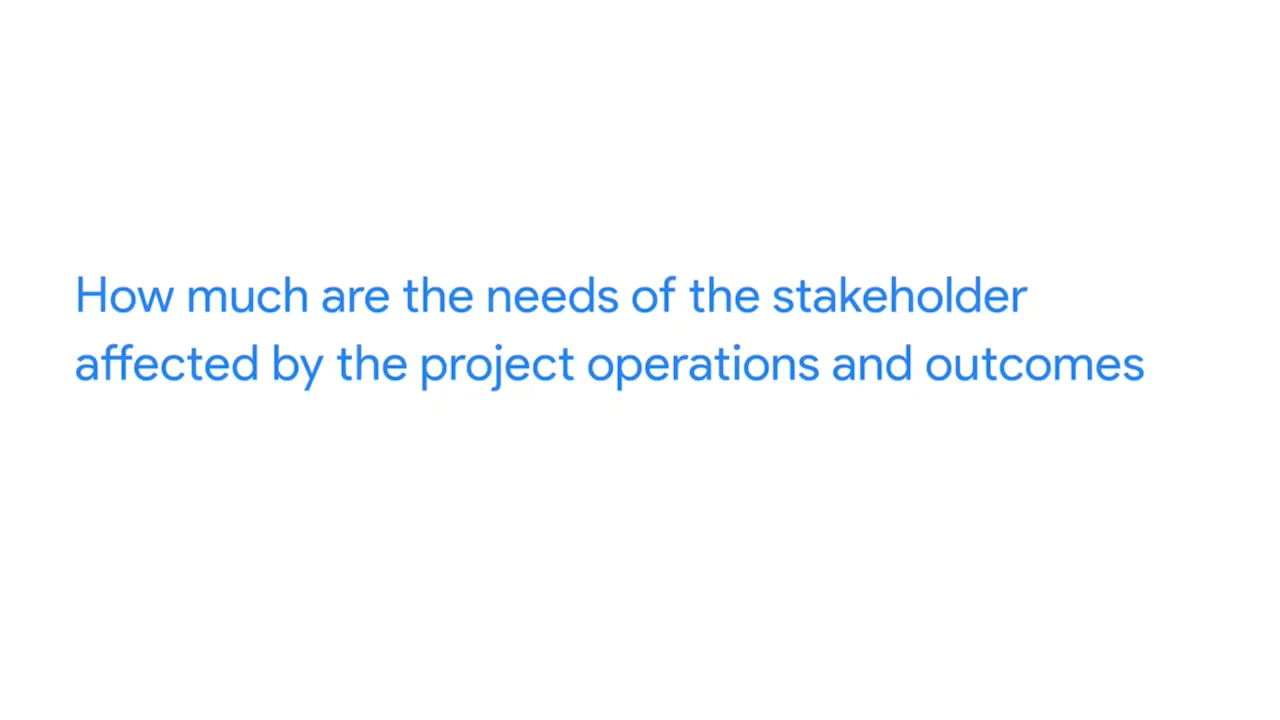 How much are the needs of the stakeholder
affected by the project operations and outcomes